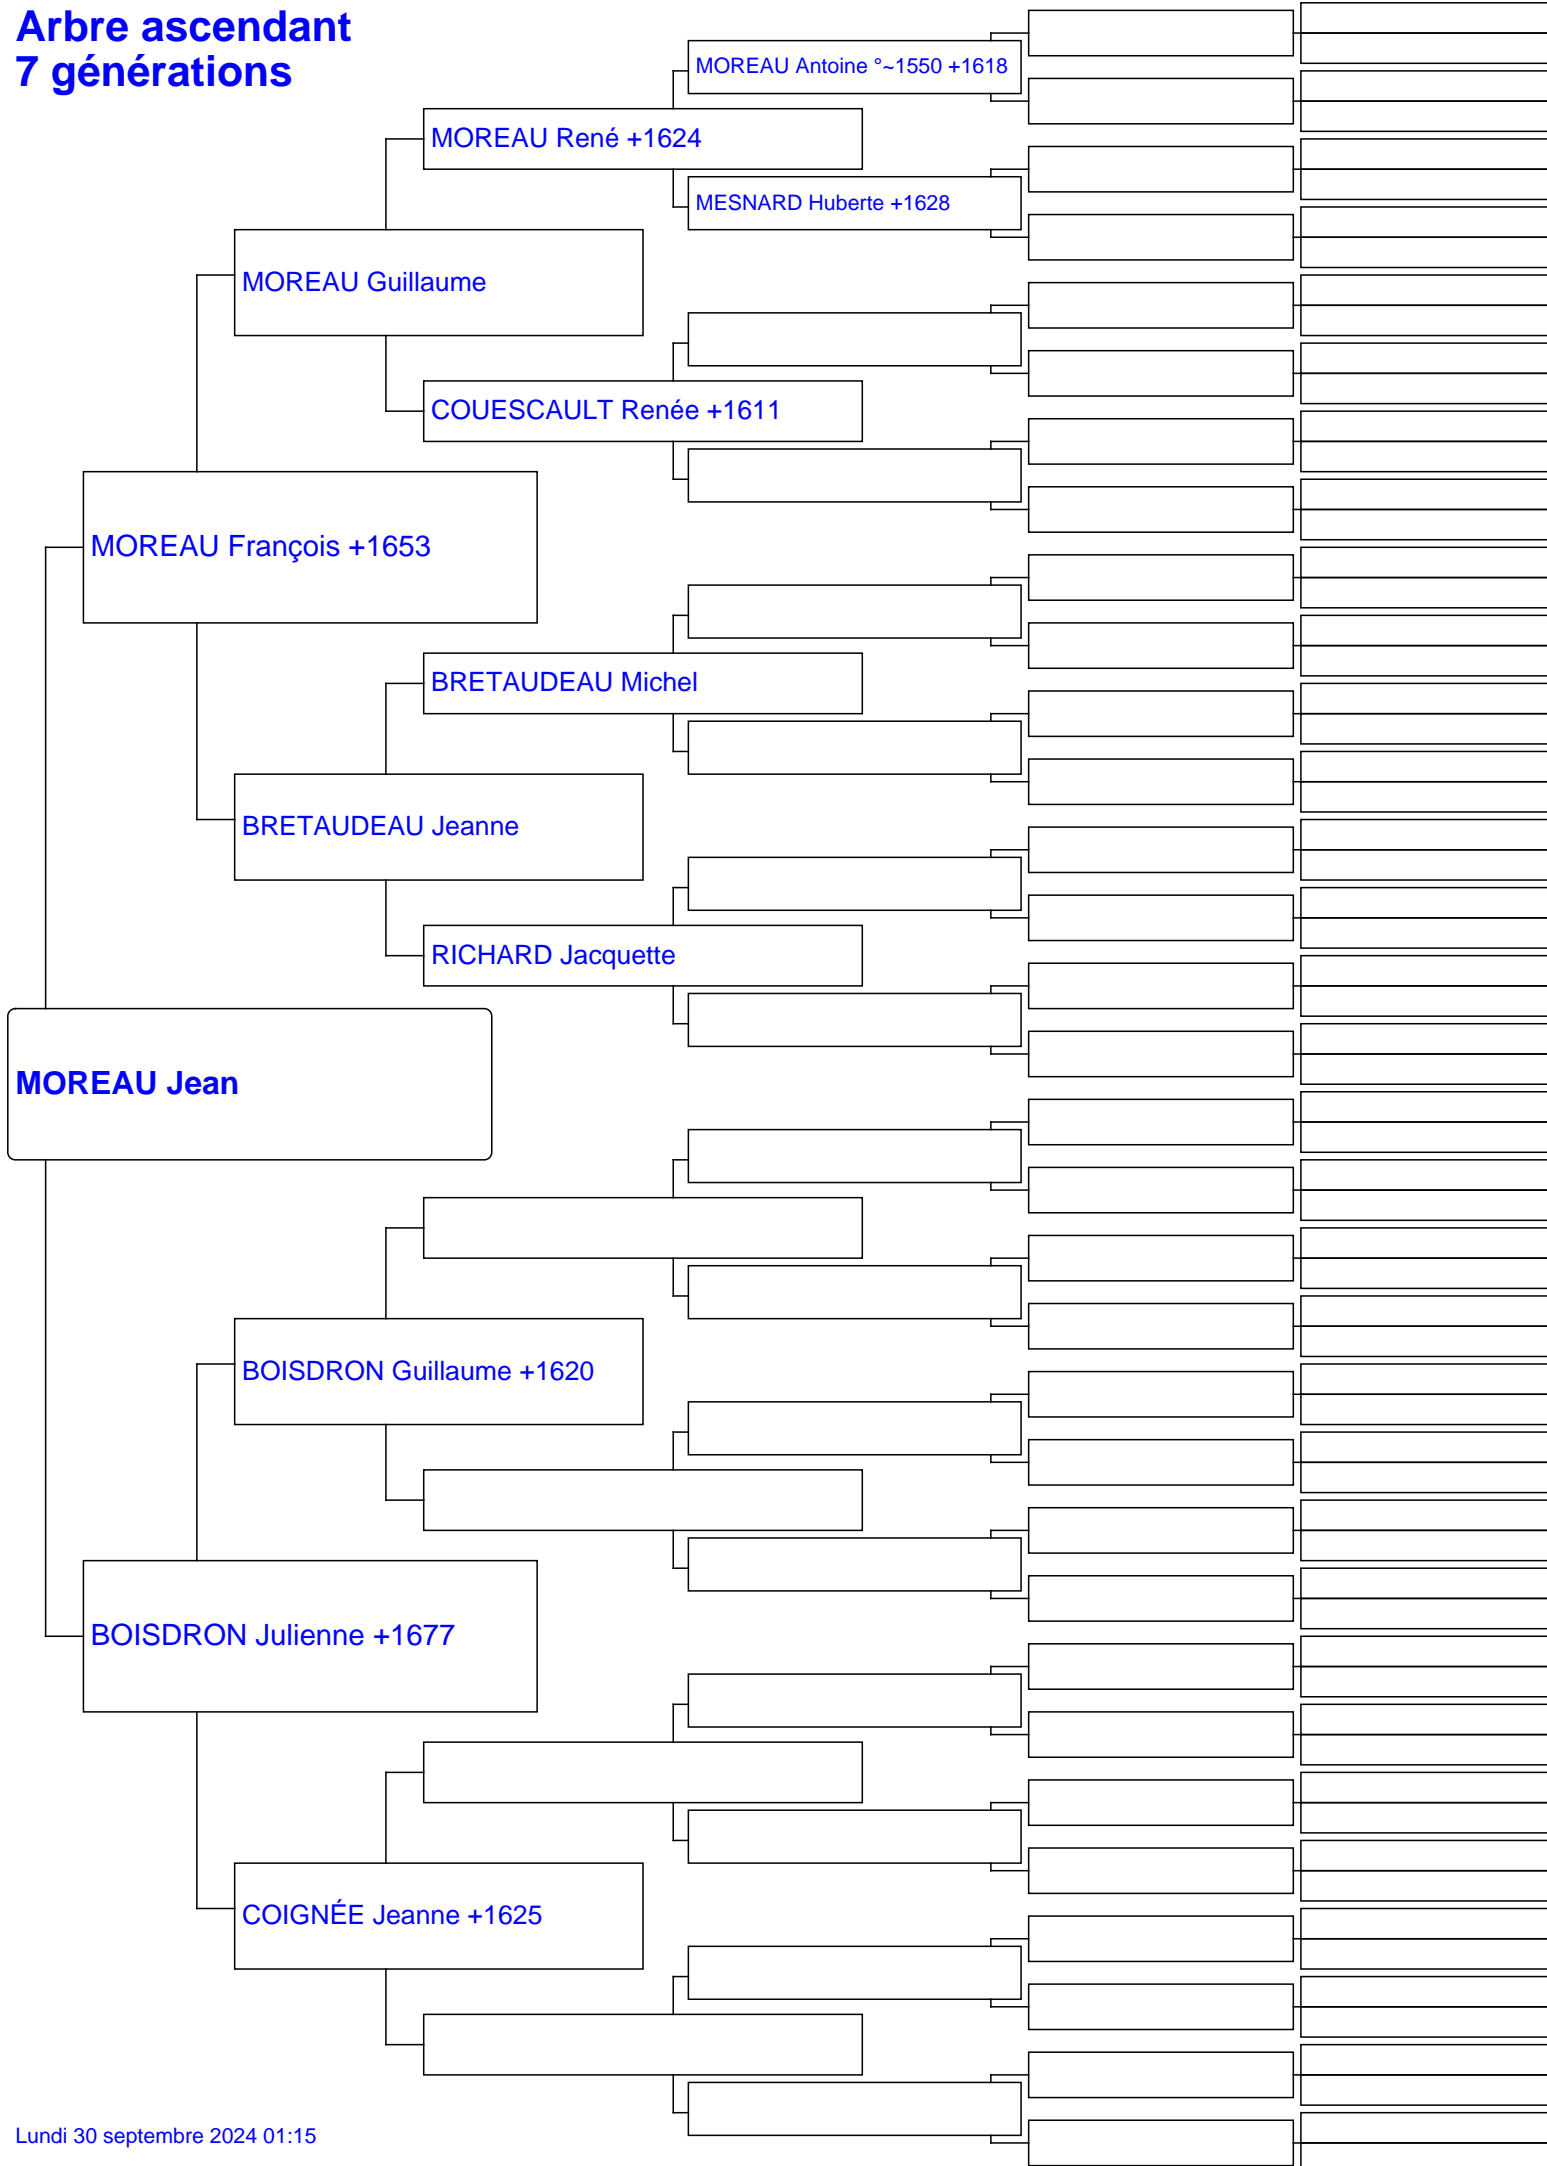 Arbre ascendant
7 générations
MOREAU Antoine °~1550 +1618
MOREAU René +1624
MESNARD Huberte +1628
MOREAU Guillaume
COUESCAULT Renée +1611
MOREAU François +1653
BRETAUDEAU Michel
BRETAUDEAU Jeanne
RICHARD Jacquette
MOREAU Jean
BOISDRON Guillaume +1620
BOISDRON Julienne +1677
COIGNÉE Jeanne +1625
Lundi 30 septembre 2024 01:15